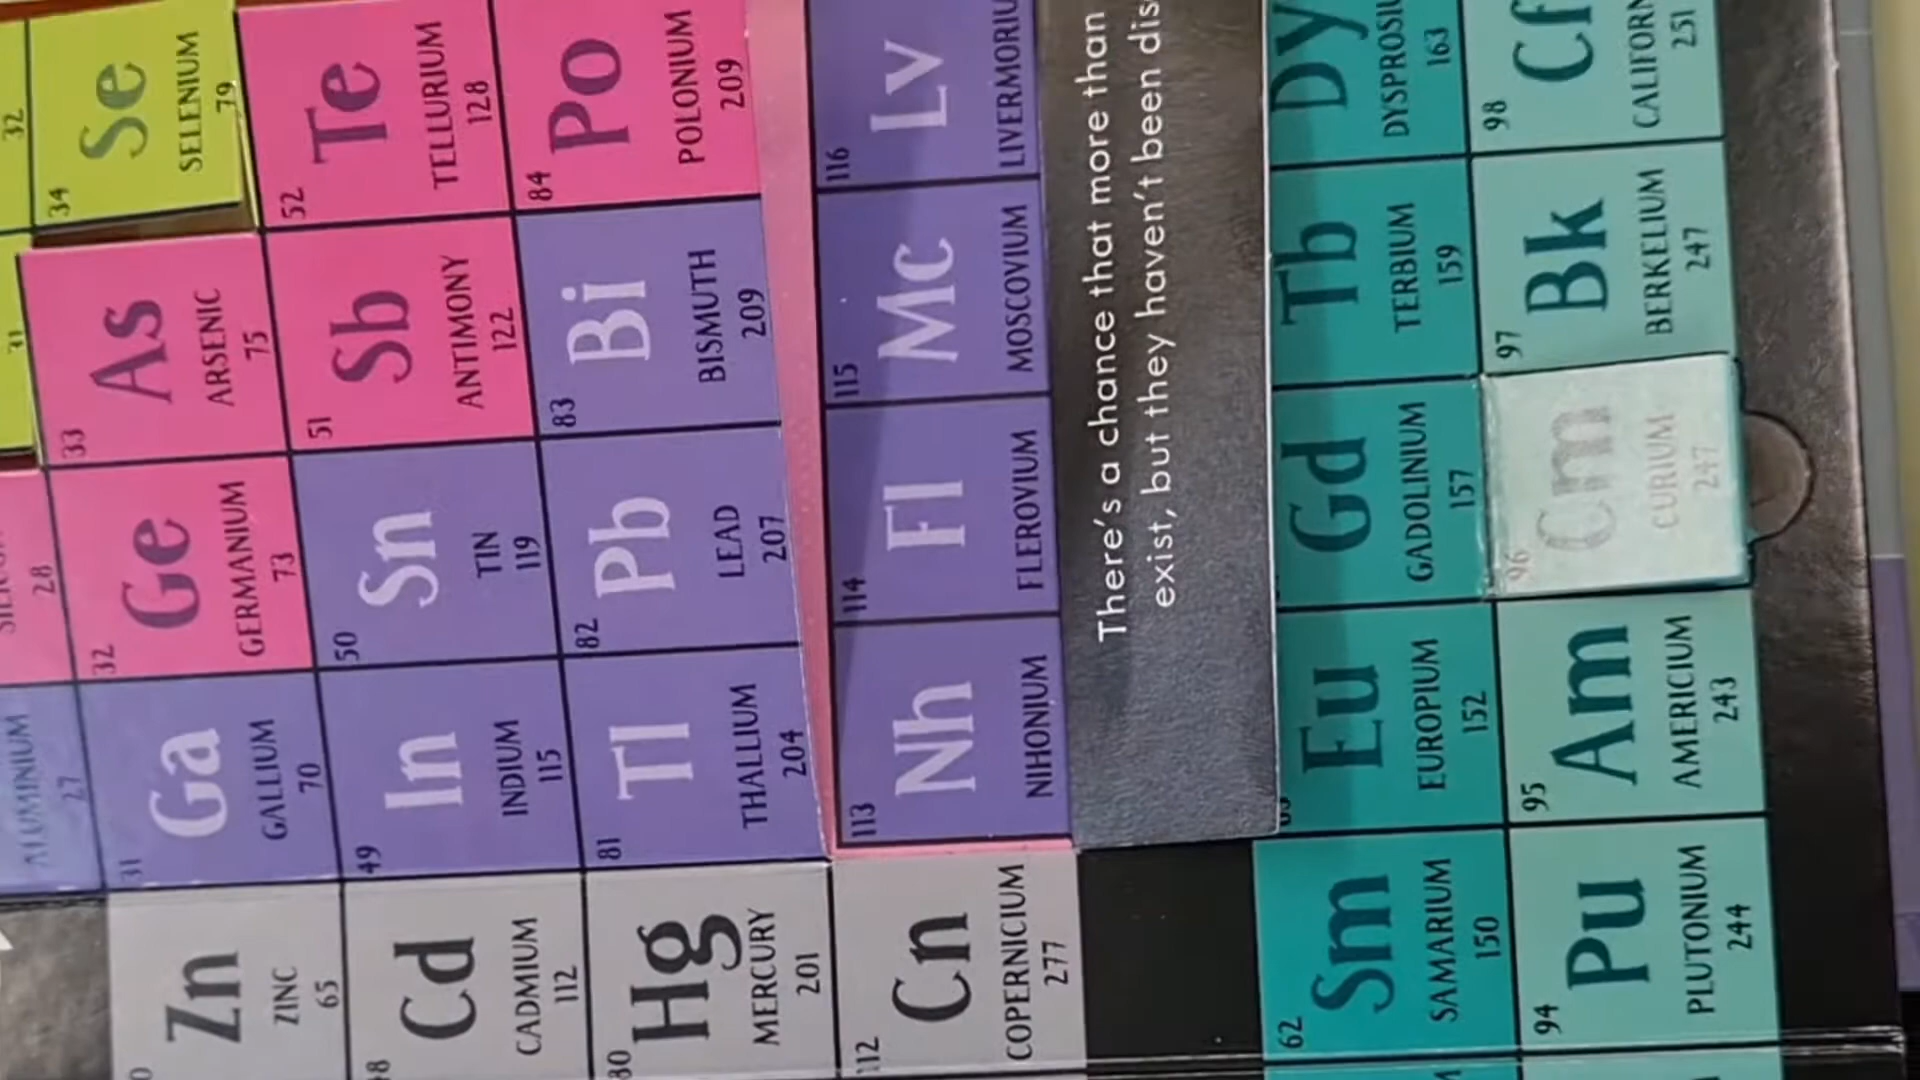 32
34
Se
SELENIUM
79
52
Te
TELLURIUM
128
84
Po
POLONIUM
209
116
Lv
33
As
ARSENIC
75
51
Sb
ANTIMONY
122
83
Bi
BISMUTH
209
115
Mc
MOSCOVIUM
28
32
Ge
GERMANIUM
73
50
Sn
TIN
119
82
Pb
LEAD
207
114
Fl
FLEROVIUM
ALUMINIUM
27
31
Ga
GALLIUM
70
49
In
INDIUM
115
81
Tl
THALLIUM
204
113
Nh
NIHONIUM
Zn
ZINC
65
Cd
CADMIUM
112
80
Hg
MERCURY
201
112
Cn
COPERNICIUM
277
There's a chance that more than
exist, but they haven't been
Dy
163
98
Cf
251
Tb
TERBIUM
159
97
Bk
BERKELIUM
247
Gd
GADOLINIUM
157
96
Cm
CURIUM
247
Eu
EUROPIUM
152
95
Am
AMERICIUM
243
62
Sm
SAMARIUM
150
94
Pu
PLUTONIUM
244